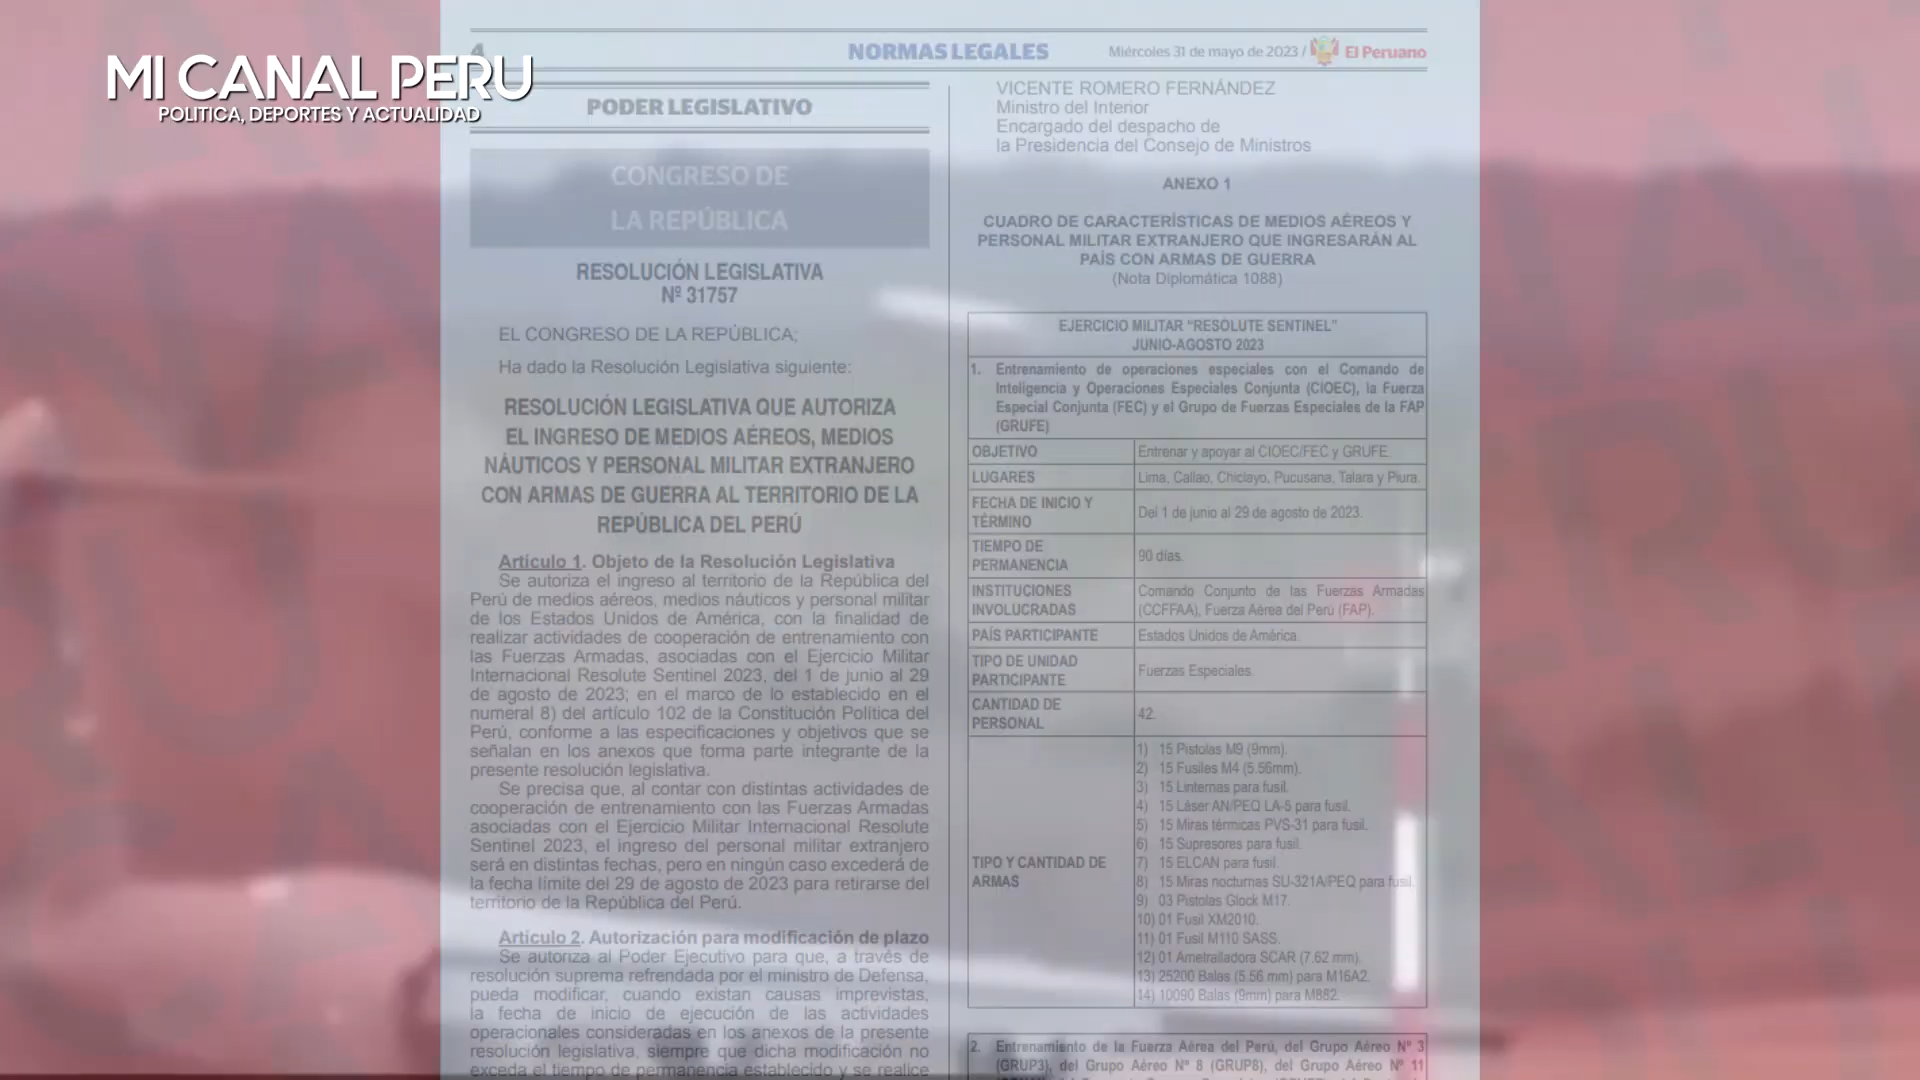 MI CANAL PERU
POLITICA, DEPORTES Y ACTUALIDAD
4
NORMAS LEGALES
Miércoles 31 de mayo de 2023 /
El Peruano
PODER LEGISLATIVO
CONGRESO DE
LA REPÚBLICA
RESOLUCIÓN LEGISLATIVA
Nº 31757
EL CONGRESO DE LA REPÚBLICA;
Ha dado la Resolución Legislativa siguiente:
RESOLUCIÓN LEGISLATIVA QUE AUTORIZA
EL INGRESO DE MEDIOS AÉREOS, MEDIOS
NÁUTICOS Y PERSONAL MILITAR EXTRANJERO
CON ARMAS DE GUERRA AL TERRITORIO DE LA
REPÚBLICA DEL PERÚ
Artículo 1. Objeto de la Resolución Legislativa
Se autoriza el ingreso al territorio de la República del
Perú de medios aéreos, medios náuticos y personal militar
de los Estados Unidos de América, con la finalidad de
realizar actividades de cooperación de entrenamiento con
las Fuerzas Armadas, asociadas con el Ejercicio Militar
Internacional Resolute Sentinel 2023, del 1 de junio al 29
de agosto de 2023; en el marco de lo establecido en el
numeral 8) del artículo 102 de la Constitución Política del
Perú, conforme a las especificaciones y objetivos que se
señalan en los anexos que forma parte integrante de la
presente resolución legislativa.
Se precisa que, al contar con distintas actividades de
cooperación de entrenamiento con las Fuerzas Armadas
asociadas con el Ejercicio Militar Internacional Resolute
Sentinel 2023, el ingreso del personal militar extranjero
será en distintas fechas, pero en ningún caso excederá de
la fecha límite del 29 de agosto de 2023 para retirarse del
territorio de la República del Perú.
Artículo 2. Autorización para modificación de plazo
Se autoriza al Poder Ejecutivo para que, a través de
resolución suprema refrendada por el ministro de Defensa,
pueda modificar, cuando existan causas imprevistas,
la fecha de inicio de ejecución de las actividades
operacionales consideradas en los anexos de la presente
resolución legislativa, siempre que dicha modificación no
exceda el tiempo de permanencia establecido y se realice
VICENTE ROMERO FERNÁNDEZ
Ministro del Interior
Encargado del despacho de
la Presidencia del Consejo de Ministros
ANEXO 1
CUADRO DE CARACTERÍSTICAS DE MEDIOS AÉREOS Y
PERSONAL MILITAR EXTRANJERO QUE INGRESARÁN AL
PAÍS CON ARMAS DE GUERRA
(Nota Diplomática 1088)
EJERCICIO MILITAR "RESOLUTE SENTINEL"
JUNIO-AGOSTO 2023
1. Entrenamiento de operaciones especiales con el Comando de
Inteligencia y Operaciones Especiales Conjunta (CIOEC), la Fuerza
Especial Conjunta (FEC) y el Grupo de Fuerzas Especiales de la FAP
(GRUFE)
OBJETIVO
Entrenar y apoyar al CIOEC/FEC y GRUFE.
LUGARES
Lima, Callao, Chiclayo, Pucusana, Talara y Piura.
FECHA DE INICIO Y
TÉRMINO
Del 1 de junio al 29 de agosto de 2023.
TIEMPO DE
PERMANENCIA
90 días.
INSTITUCIONES
INVOLUCRADAS
Comando Conjunto de las Fuerzas Armadas
(CCFFAA), Fuerza Aérea del Perú (FAP).
PAÍS PARTICIPANTE
Estados Unidos de América.
TIPO DE UNIDAD
PARTICIPANTE
Fuerzas Especiales.
CANTIDAD DE
PERSONAL
42.
TIPO Y CANTIDAD DE
ARMAS
1) 15 Pistolas M9 (9mm).
2) 15 Fusiles M4 (5.56mm).
3) 15 Linternas para fusil.
4) 15 Láser AN/PEQ LA-5 para fusil.
5) 15 Miras térmicas PVS-31 para fusil.
6) 15 Supresores para fusil.
7) 15 ELCAN para fusil.
8) 15 Miras nocturnas SU-321A/PEQ para fusil.
9) 03 Pistolas Glock M17.
10) 01 Fusil XM2010.
11) 01 Fusil M110 SASS.
12) 01 Ametralladora SCAR (7.62 mm).
13) 25200 Balas (5.56 mm) para M16A2.
14) 10090 Balas (9mm) para M882.
2. Entrenamiento de la Fuerza Aérea del Perú, del Grupo Aéreo Nº 3
(GRUP3), del Grupo Aéreo Nº 8 (GRUP8), del Grupo Aéreo Nº 11